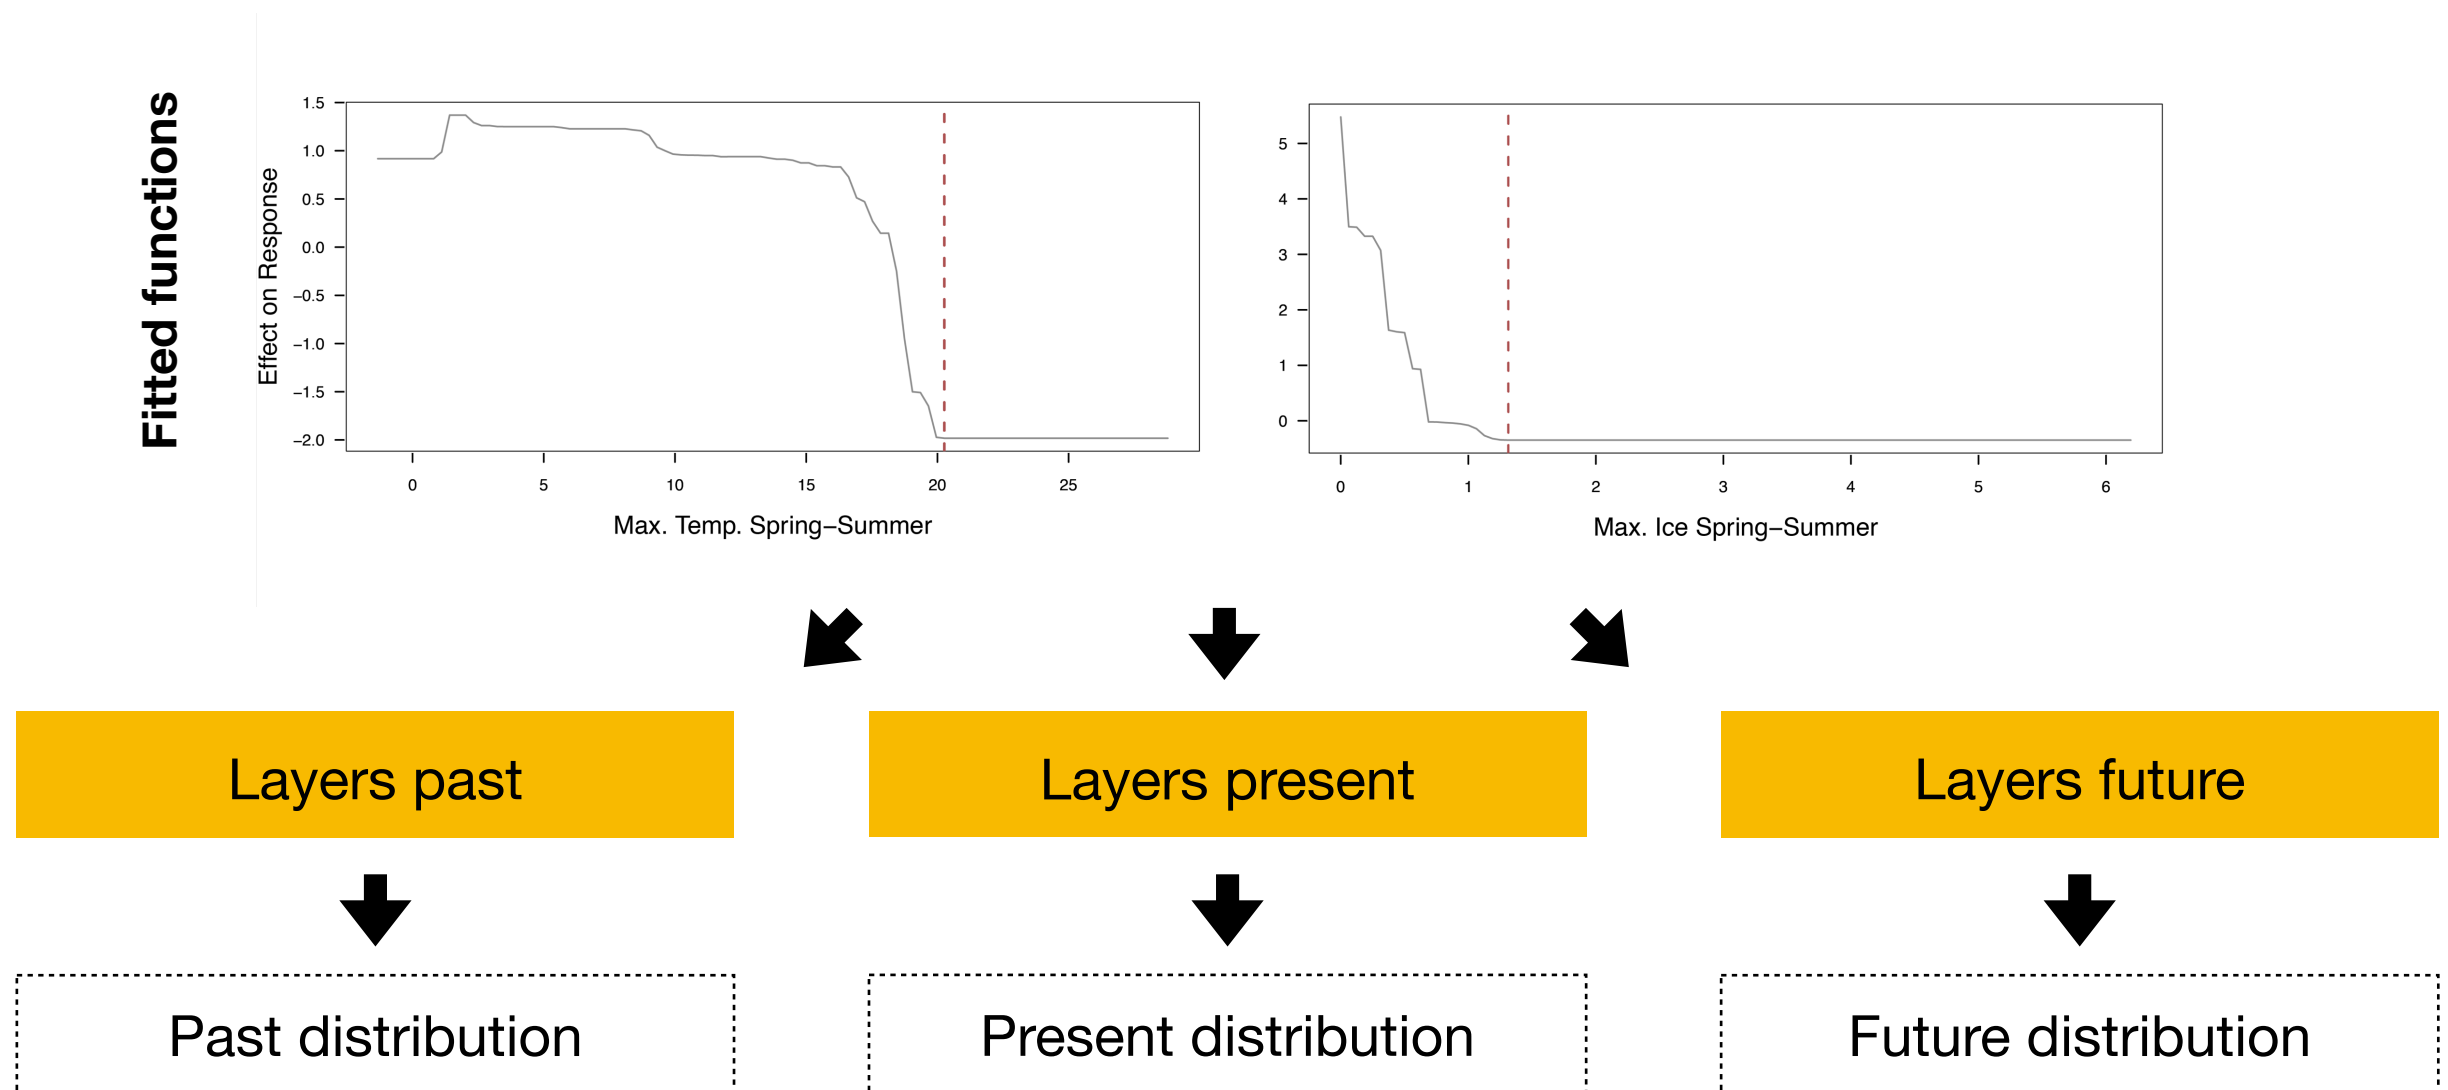 Fitted functions
Effect on Response
1.5
1.0
0.5
0.0
−0.5
−1.0
−1.5
−2.0
0 5 10 15 20 25
Max. Temp. Spring−Summer
5
4
3
2
1
0
0 1 2 3 4 5 6
Max. Ice Spring−Summer
Layers past
Layers present
Layers future
Past distribution
Present distribution
Future distribution